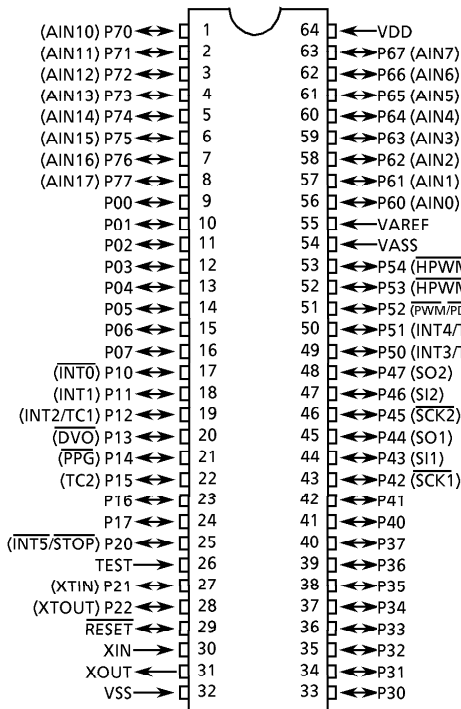 (AIN10) P70 1 64 VDD
(AIN11) P71 2 63 P67 (AIN7)
(AIN12) P72 3 62 P66 (AIN6)
(AIN13) P73 4 61 P65 (AIN5)
(AIN14) P74 5 60 P64 (AIN4)
(AIN15) P75 6 59 P63 (AIN3)
(AIN16) P76 7 58 P62 (AIN2)
(AIN17) P77 8 57 P61 (AIN1)
P00 9 56 P60 (AIN0)
P01 10 55 VAREF
P02 11 54 VASS
P03 12 53 P54
P04 13 52 P53
P05 14 51 P52
P06 15 50 P51 (INT4/
P07 16 49 P50 (INT3/
(INT0) P10 17 48 P47 (SO2)
(INT1) P11 18 47 P46 (SI2)
(INT2/TC1) P12 19 46 P45 (SCK2)
(DVO) P13 20 45 P44 (SO1)
(PPG) P14 21 44 P43 (SI1)
(TC2) P15 22 43 P42 (SCK1)
P16 23 42 P41
P17 24 41 P40
(INT5/STOP) P20 25 40 P37
TEST 26 39 P36
(XTIN) P21 27 38 P35
(XTOUT) P22 28 37 P34
RESET 29 36 P33
XIN 30 35 P32
XOUT 31 34 P31
VSS 32 33 P30